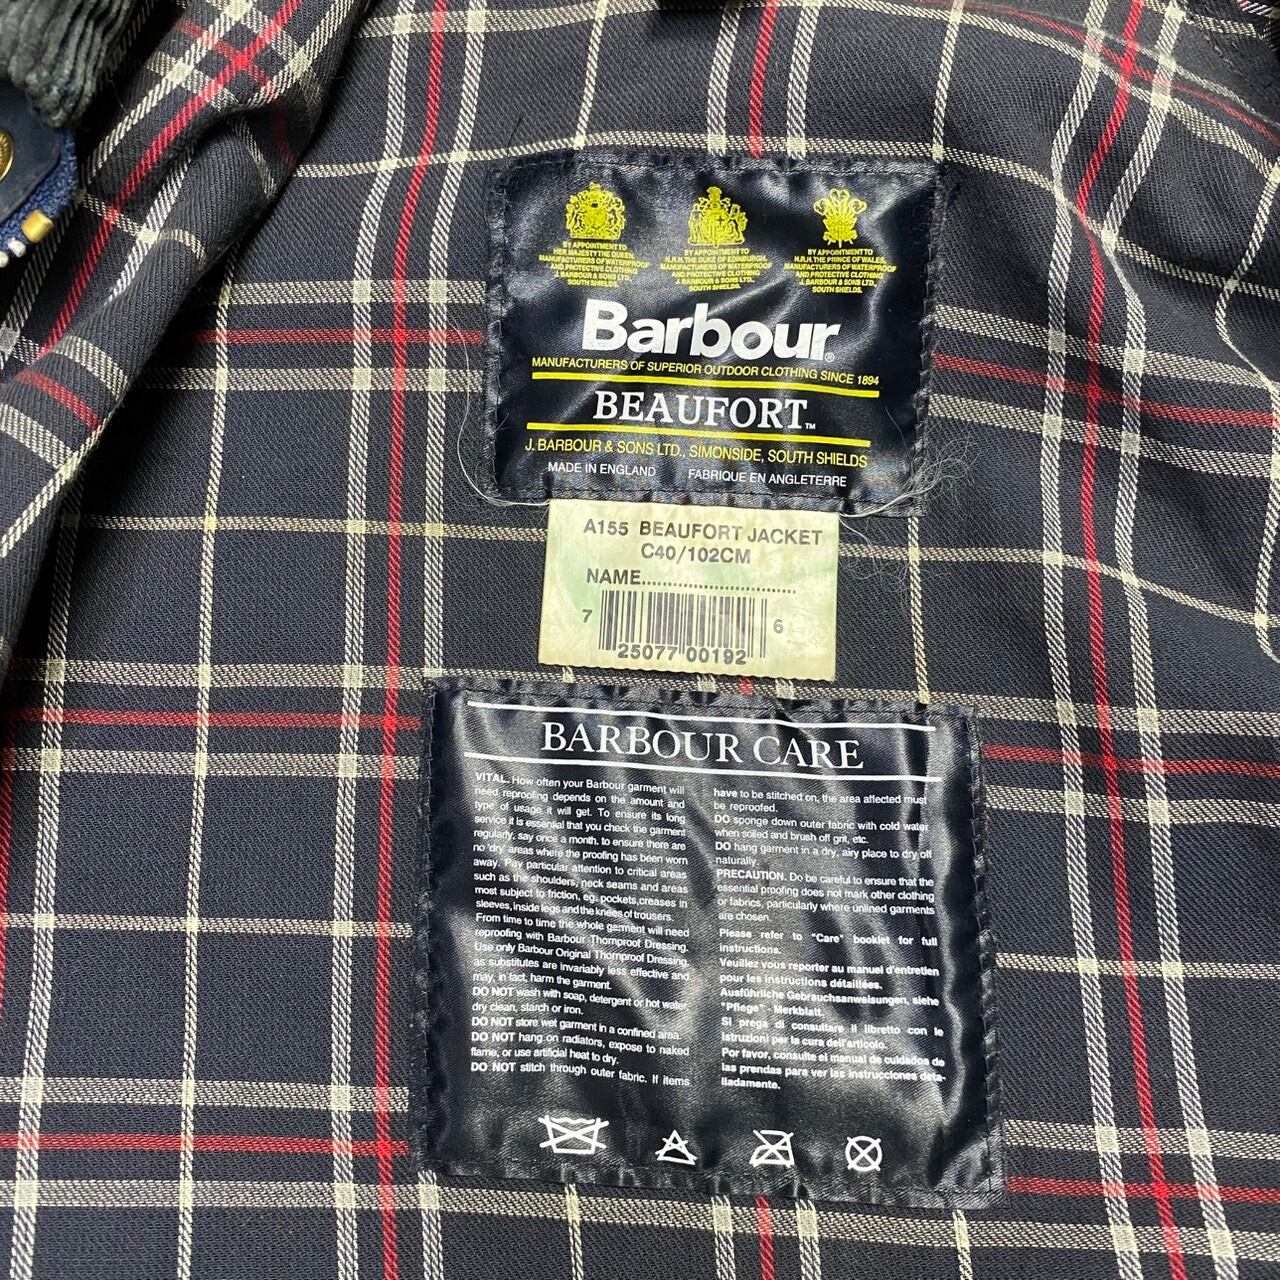 BY APPOINTMENT TO
HER MAJESTY THE QUEEN.
MANUFACTURERS OF WATERPROOF
AND PROTECTIVE CLOTHING
J. BARBOUR & SONS LTD.
SOUTH SHIELDS.
BY APPOINTMENT TO
H.R.H. THE DUKE OF EDINBURGH.
MANUFACTURERS OF WATERPROOF
AND PROTECTIVE CLOTHING
J. BARBOUR & SONS LTD.
SOUTH SHIELDS.
BY APPOINTMENT TO
H.R.H. THE PRINCE OF WALES.
MANUFACTURERS OF WATERPROOF
AND PROTECTIVE CLOTHING
J. BARBOUR & SONS LTD.,
SOUTH SHIELDS.
Barbour®
MANUFACTURERS OF SUPERIOR OUTDOOR CLOTHING SINCE 1894
BEAUFORT™
J. BARBOUR & SONS LTD., SIMONSIDE, SOUTH SHIELDS
MADE IN ENGLAND FABRIQUE EN ANGLETERRE
A155 BEAUFORT JACKET
C40/102CM
NAME..............................
7 25077 00192 6
BARBOUR CARE
VITAL. How often your Barbour garment will
need reproofing depends on the amount and
type of usage it will get. To ensure its long
service it is essential that you check the garment
regularly, say once a month. to ensure there are
no 'dry' areas where the proofing has been worn
away. Pay particular attention to critical areas
such as the shoulders, neck seams and areas
most subject to friction, eg. pockets, creases in
sleeves, inside legs and the knees of trousers.
From time to time the whole garment will need
reproofing with Barbour Thornproof Dressing.
Use only Barbour Original Thornproof Dressing,
as substitutes are invariably less effective and
may, in fact, harm the garment.
DO NOT wash with soap, detergent or hot water,
dry clean, starch or iron.
DO NOT store wet garment in a confined area.
DO NOT hang on radiators, expose to naked
flame, or use artificial heat to dry.
DO NOT stitch through outer fabric. If items
have to be stitched on, the area affected must
be reproofed.
DO sponge down outer fabric with cold water
when soiled and brush off grit, etc.
DO hang garment in a dry, airy place to dry off
naturally.
PRECAUTION. Do be careful to ensure that the
essential proofing does not mark other clothing
or fabrics, particularly where unlined garments
are chosen.
Please refer to "Care" booklet for full
instructions.
Veuillez vous reporter au manuel d'entretien
pour les instructions détaillées.
Ausführliche Gebrauchsanweisungen, siehe
"Pflege" - Merkblatt.
Si prega di consultare il libretto con le
istruzioni per la cura dell'articolo.
Por favor, consulte el manual de cuidados de
las prendas para ver las instrucciones deta-
lladamente.